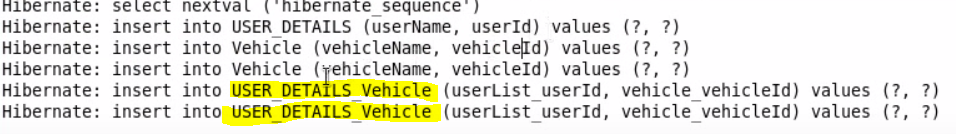 Hibernate: select nextval ('hibernate_sequence')
Hibernate: insert into USER_DETAILS (userName, userId) values (?, ?)
Hibernate: insert into Vehicle (vehicleName, vehicleId) values (?, ?)
Hibernate: insert into Vehicle (vehicleName, vehicleId) values (?, ?)
Hibernate: insert into USER_DETAILS_Vehicle (userList_userId, vehicle_vehicleId) values (?, ?)
Hibernate: insert into USER_DETAILS_Vehicle (userList_userId, vehicle_vehicleId) values (?, ?)